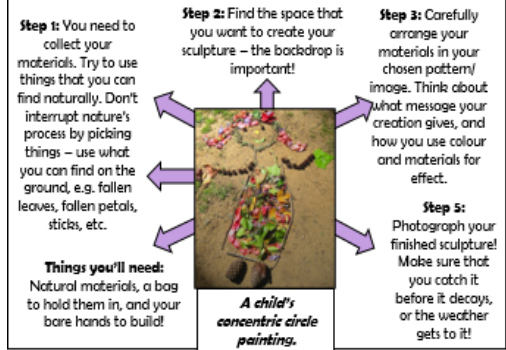 Step 1: You need to
collect your
materials. Try to use
things that you can
find naturally. Don't
interrupt nature's
process by picking
things – use what
you can find on the
ground, e.g. fallen
leaves, fallen petals,
sticks, etc.
Things you'll need:
Natural materials, a bag
to hold them in, and your
bare hands to build!
Step 2: Find the space that
you want to create your
sculpture – the backdrop is
important!
A child's
concentric circle
painting.
Step 3: Carefully
arrange your
materials in your
chosen pattern/
image. Think about
what message your
creation gives, and
how you use colour
and materials for
effect.
Step 5:
Photograph your
finished sculpture!
Make sure that
you catch it
before it decays,
or the weather
gets to it!